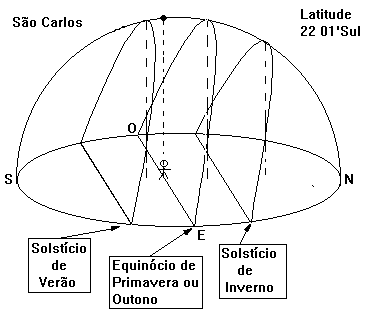 São Carlos
Latitude
22 01'Sul
O
S
N
E
Solstício
de
Verão
Equinócio de
Primavera ou
Outono
Solstício
de
Inverno